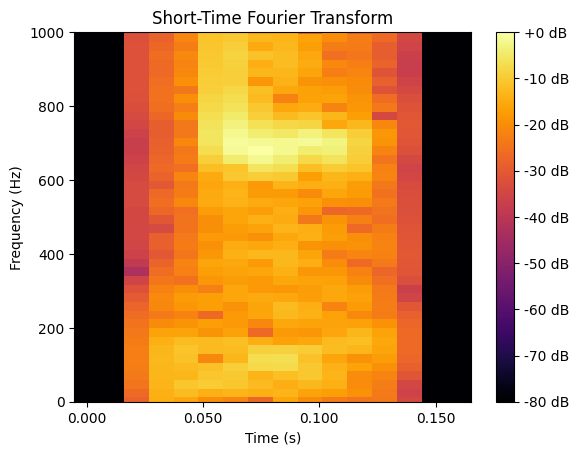 Short-Time Fourier Transform
1000
800
600
400
200
0
Frequency (Hz)
0.000
0.050
0.100
0.150
Time (s)
+0 dB
-10 dB
-20 dB
-30 dB
-40 dB
-50 dB
-60 dB
-70 dB
-80 dB